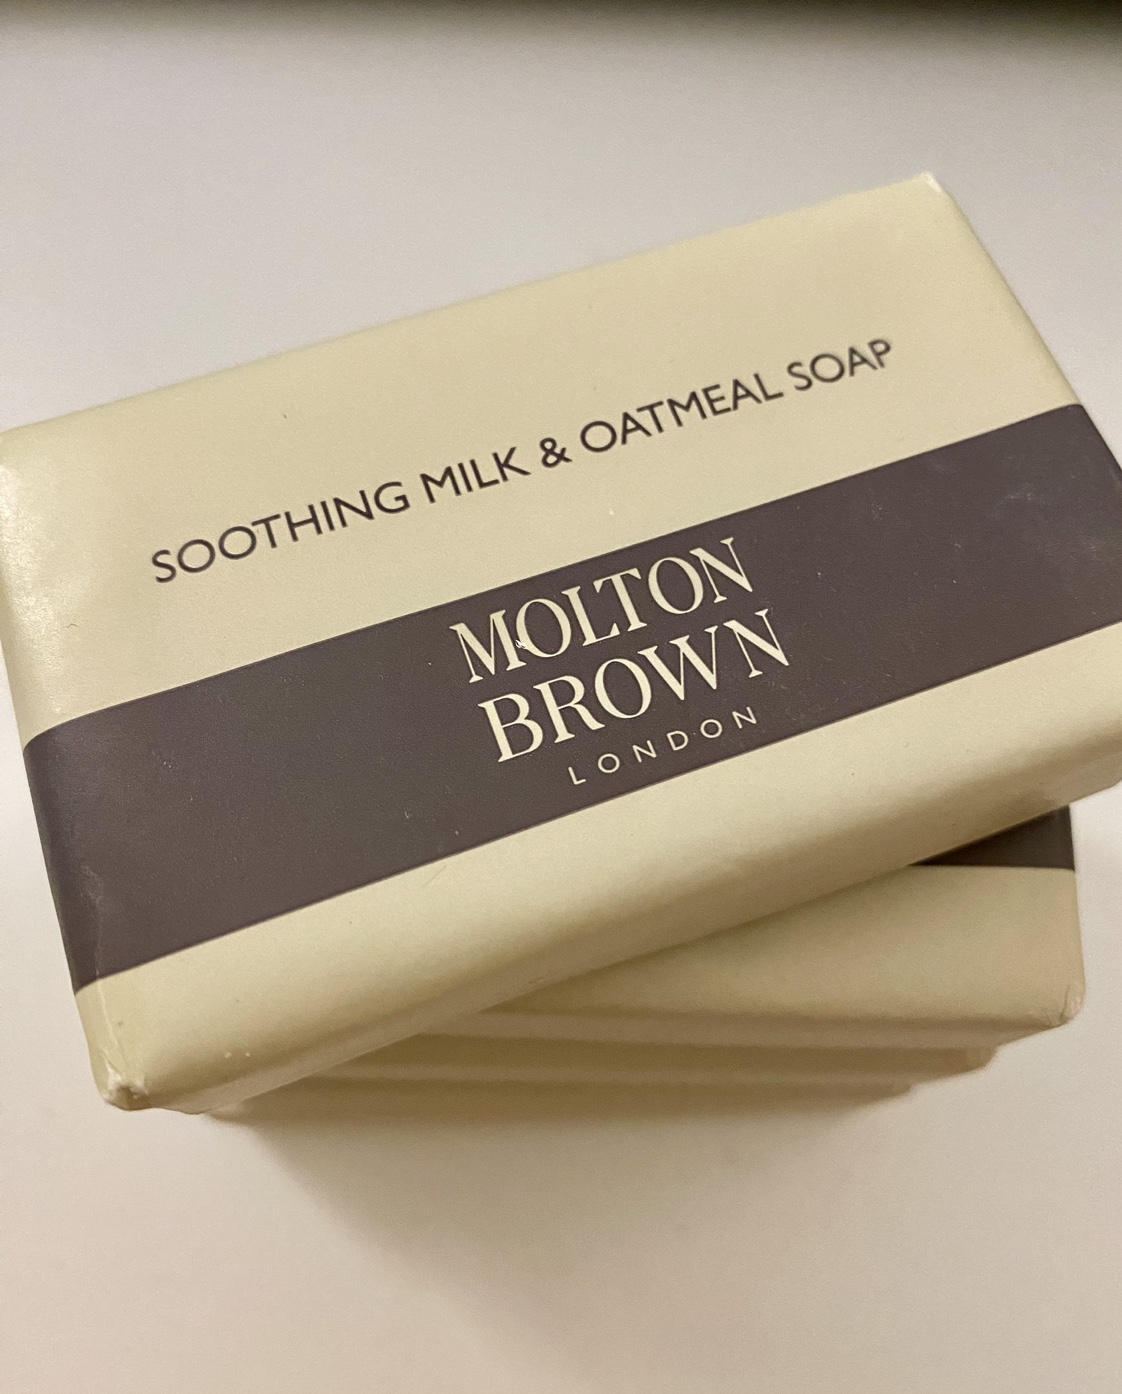 SOOTHING MILK & OATMEAL SOAP
MOLTON
BROWN
LONDON